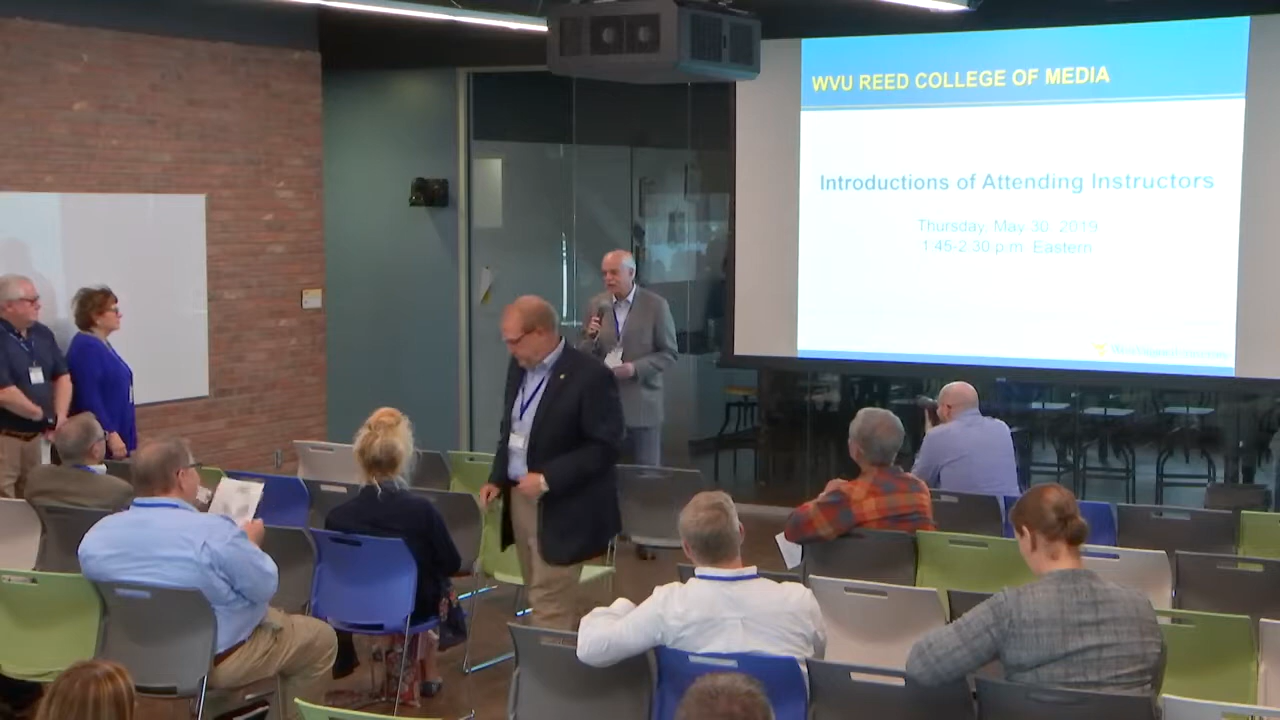 WVU REED COLLEGE OF MEDIA
Introductions of Attending Instructors
Thursday, May 30, 2019
1:45-2:30 p.m. Eastern